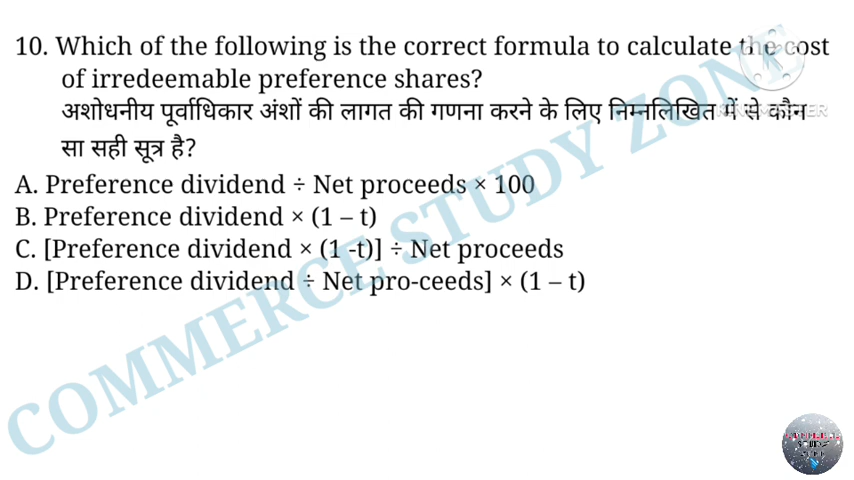 10. Which of the following is the correct formula to calculate the cost
of irredeemable preference shares?
अशोधनीय पूर्वाधिकार अंशों की लागत की गणना करने के लिए निम्नलिखित में से कौन
सा सही सूत्र है?
A. Preference dividend ÷ Net proceeds × 100
B. Preference dividend × (1 – t)
C. [Preference dividend × (1 -t)] ÷ Net proceeds
D. [Preference dividend ÷ Net pro-ceeds] × (1 – t)
COMMERCE STUDY ZONE